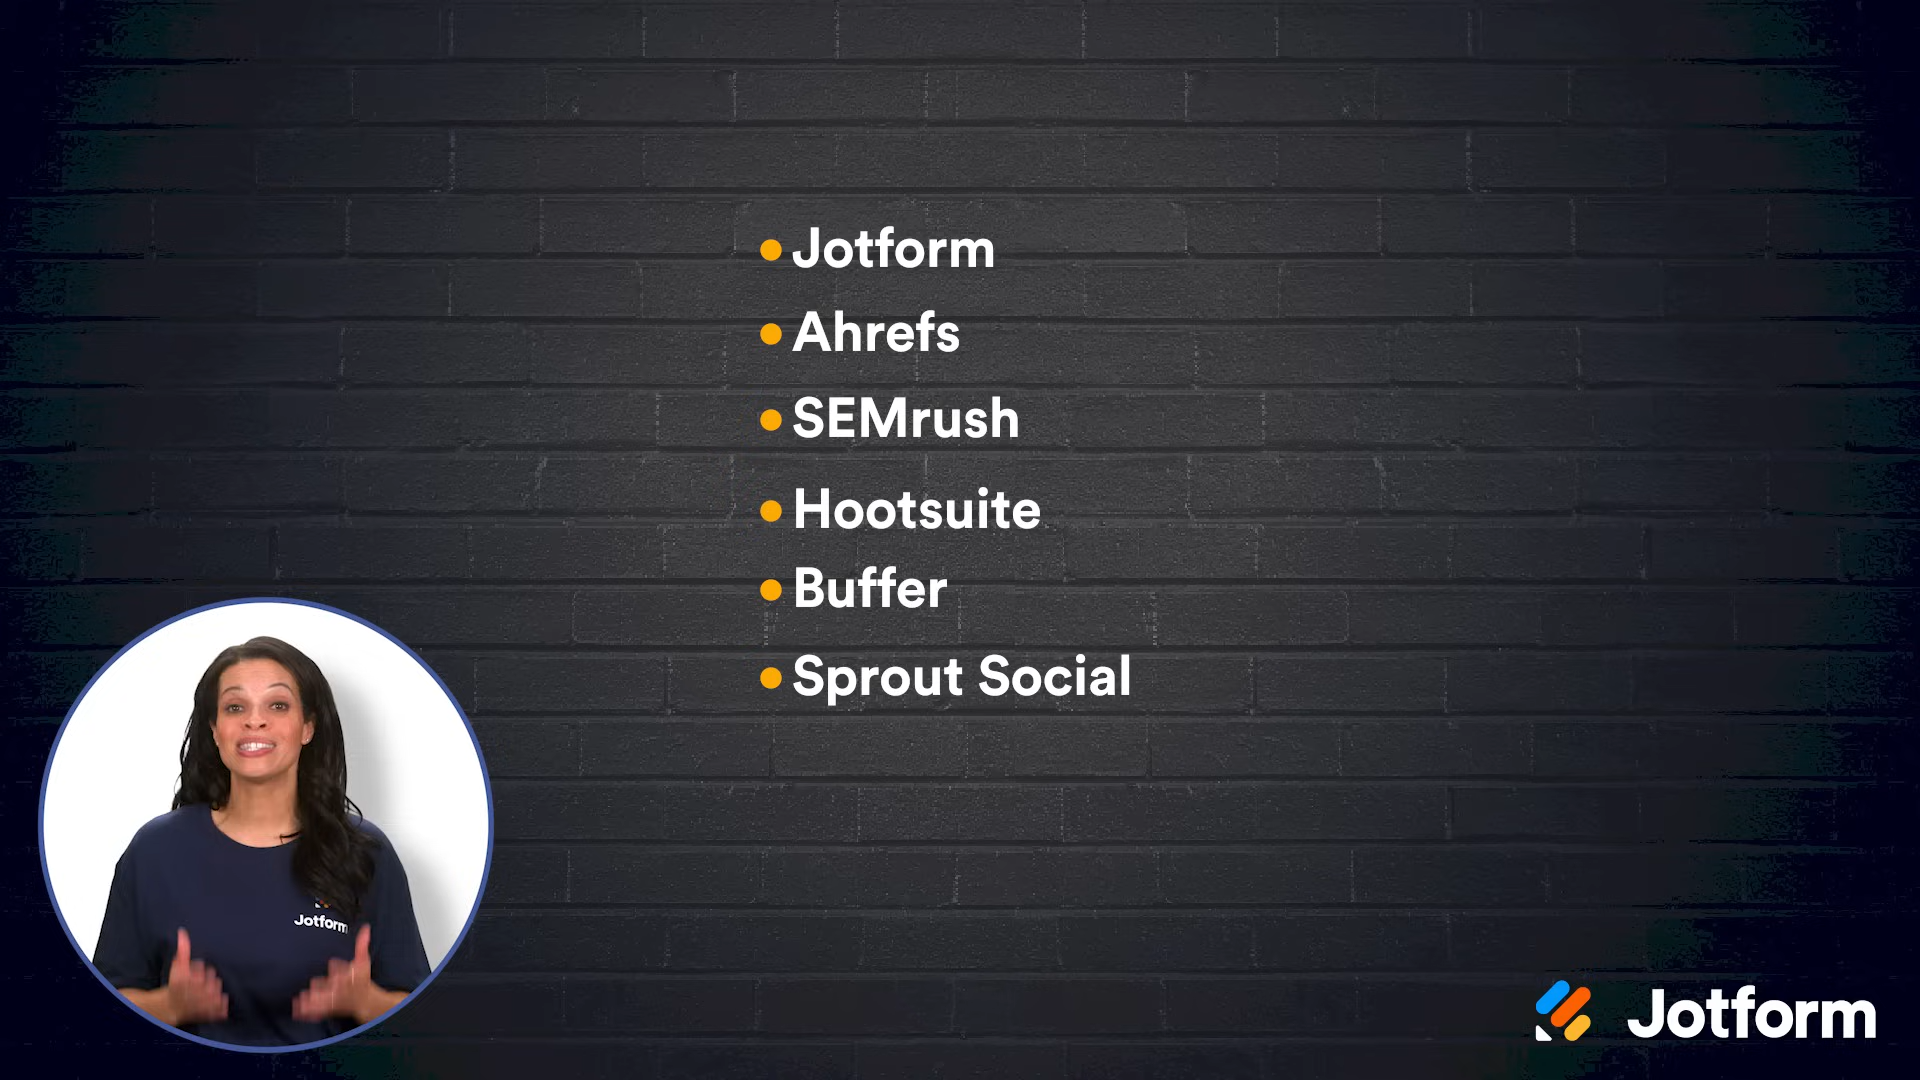 Jotform
Ahrefs
SEMrush
Hootsuite
Buffer
Sprout Social
Jotform
Jotform